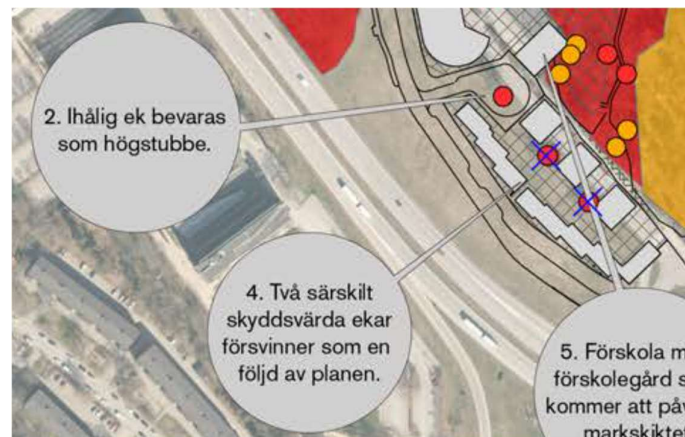 2. Ihålig ek bevaras
som högstubbe.
4. Två särskilt
skyddsvärda ekar
försvinner som en
följd av planen.
5. Förskola
förskolegård
kommer att